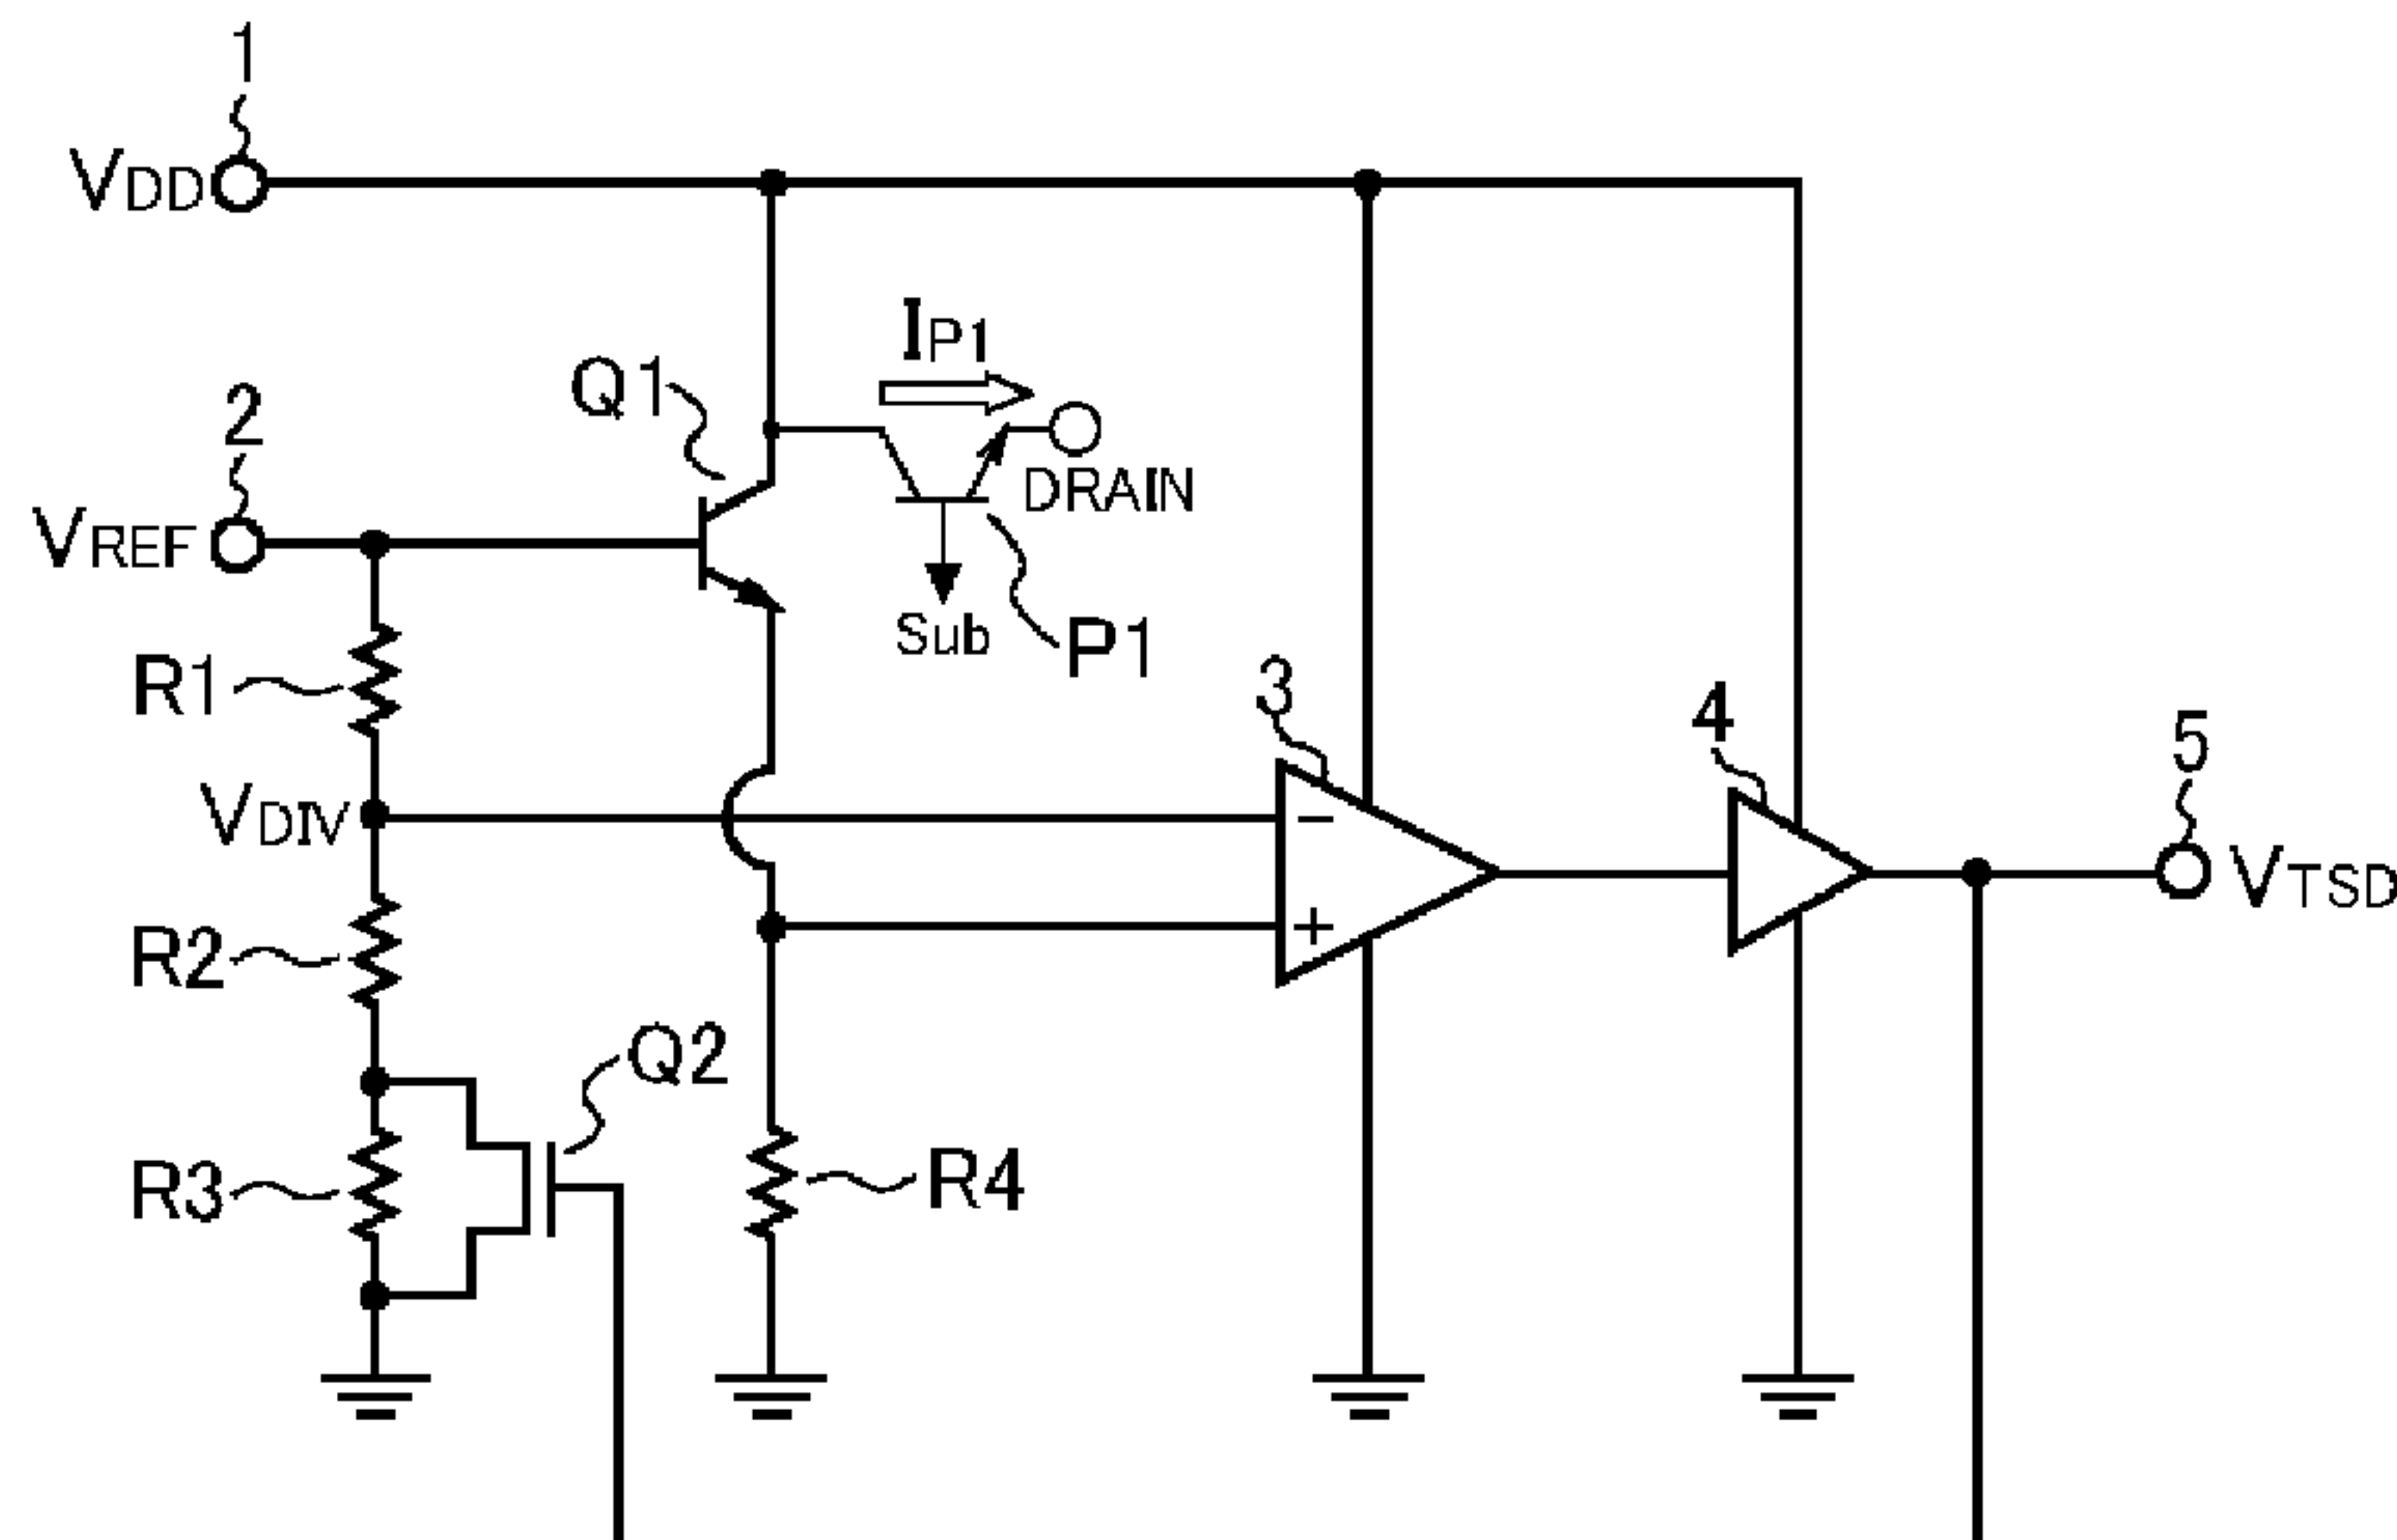 1
VDD
IP1
Q1
2
DRAIN
VREF
Sub
P1
R1
3
4
5
VDIV
−
VTSD
R2
+
Q2
R3
R4